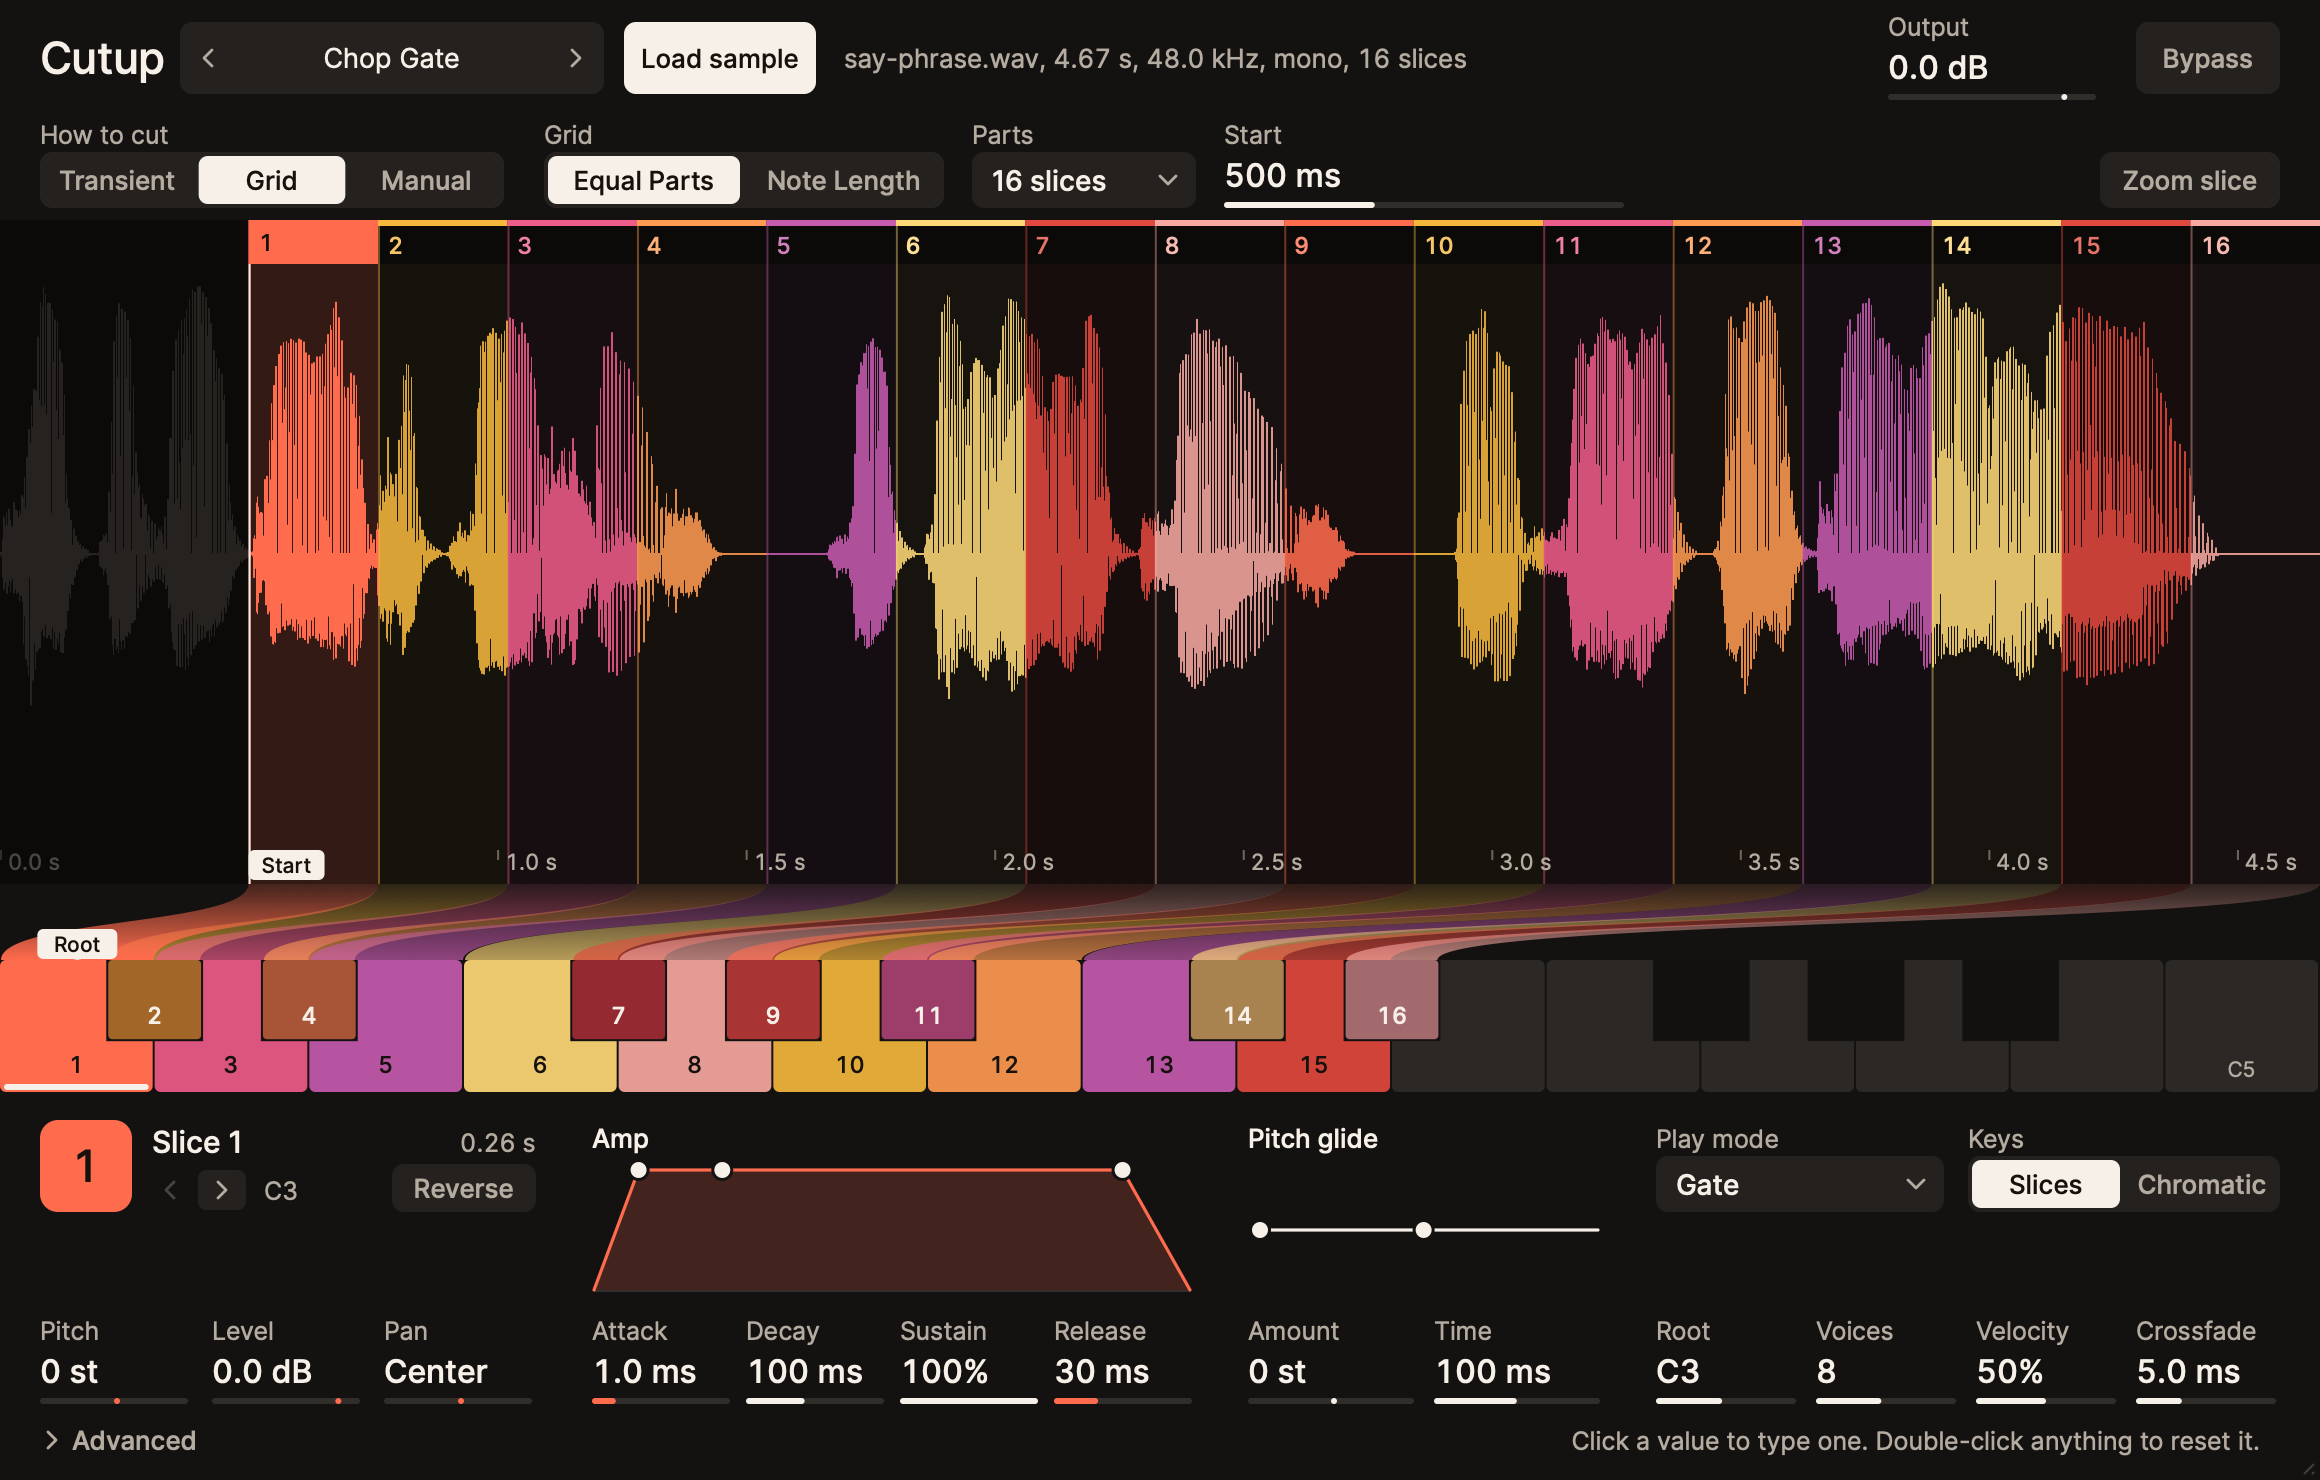 Cutup
Chop Gate
Load sample
say-phrase.wav, 4.67 s, 48.0 kHz, mono, 16 slices
Output
0.0 dB
Bypass
How to cut
Transient Grid Manual
Grid
Equal Parts Note Length
Parts
16 slices
Start
500 ms
Zoom slice
1 2 3 4 5 6 7 8 9 10 11 12 13 14 15 16
0.0 s Start 1.0 s 1.5 s 2.0 s 2.5 s 3.0 s 3.5 s 4.0 s 4.5 s
Root
2 4 7 9 11 14 16
1 3 5 6 8 10 12 13 15 C5
1
Slice 1
0.26 s
C3
Reverse
Amp
Pitch glide
Play mode
Gate
Keys
Slices Chromatic
Pitch Level Pan Attack Decay Sustain Release Amount Time Root Voices Velocity Crossfade
0 st 0.0 dB Center 1.0 ms 100 ms 100% 30 ms 0 st 100 ms C3 8 50% 5.0 ms
Advanced
Click a value to type one. Double-click anything to reset it.